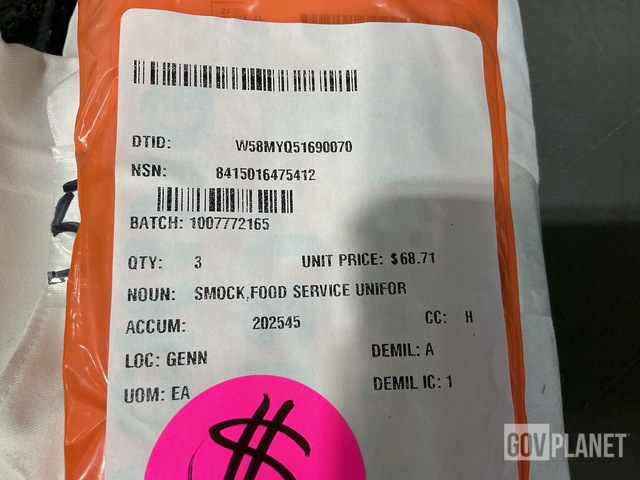 DTID: W58MYQ51690070
NSN: 8415016475412
BATCH: 1007772165
QTY: 3 UNIT PRICE: $68.71
NOUN: SMOCK,FOOD SERVICE UNIFOR
ACCUM: 202545 CC: H
LOC: GENN DEMIL: A
UOM: EA DEMIL IC: 1
$
GOVPLANET